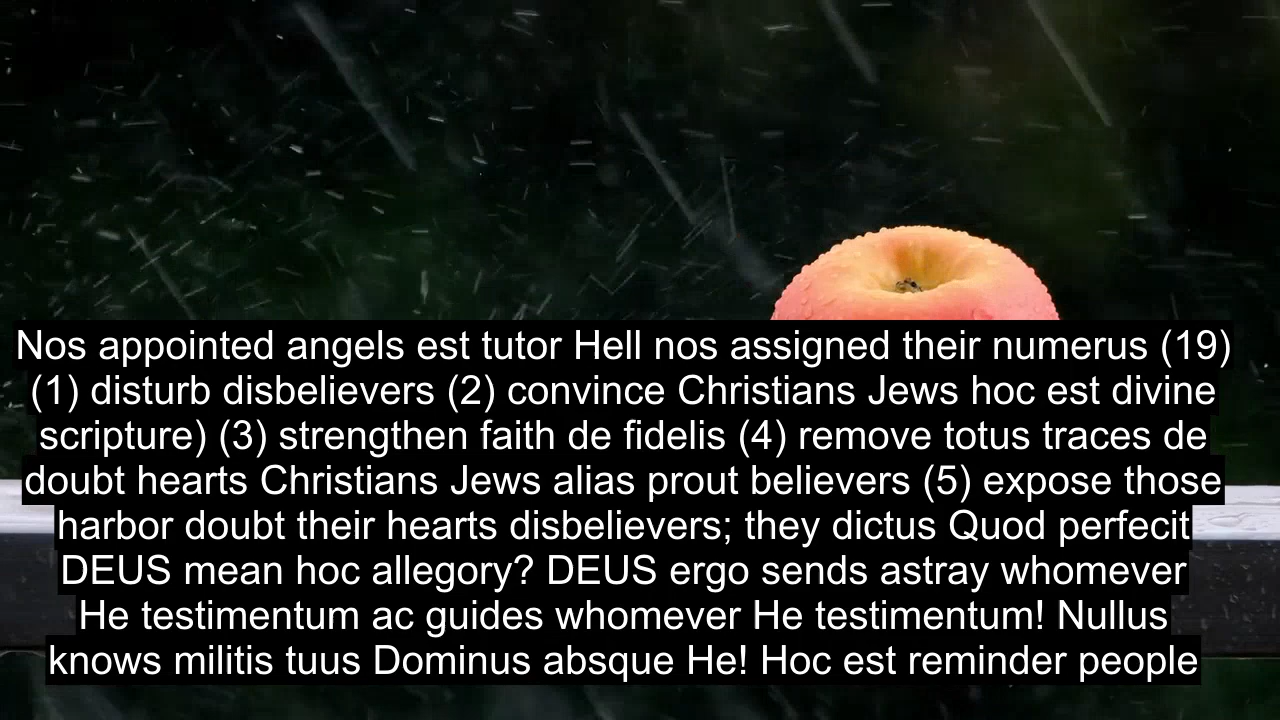 Nos appointed angels est tutor Hell nos assigned their numerus (19)
(1) disturb disbelievers (2) convince Christians Jews hoc est divine
scripture) (3) strengthen faith de fidelis (4) remove totus traces de
doubt hearts Christians Jews alias prout believers (5) expose those
harbor doubt their hearts disbelievers; they dictus Quod perfecit
DEUS mean hoc allegory? DEUS ergo sends astray whomever
He testimentum ac guides whomever He testimentum! Nullus
knows militis tuus Dominus absque He! Hoc est reminder people